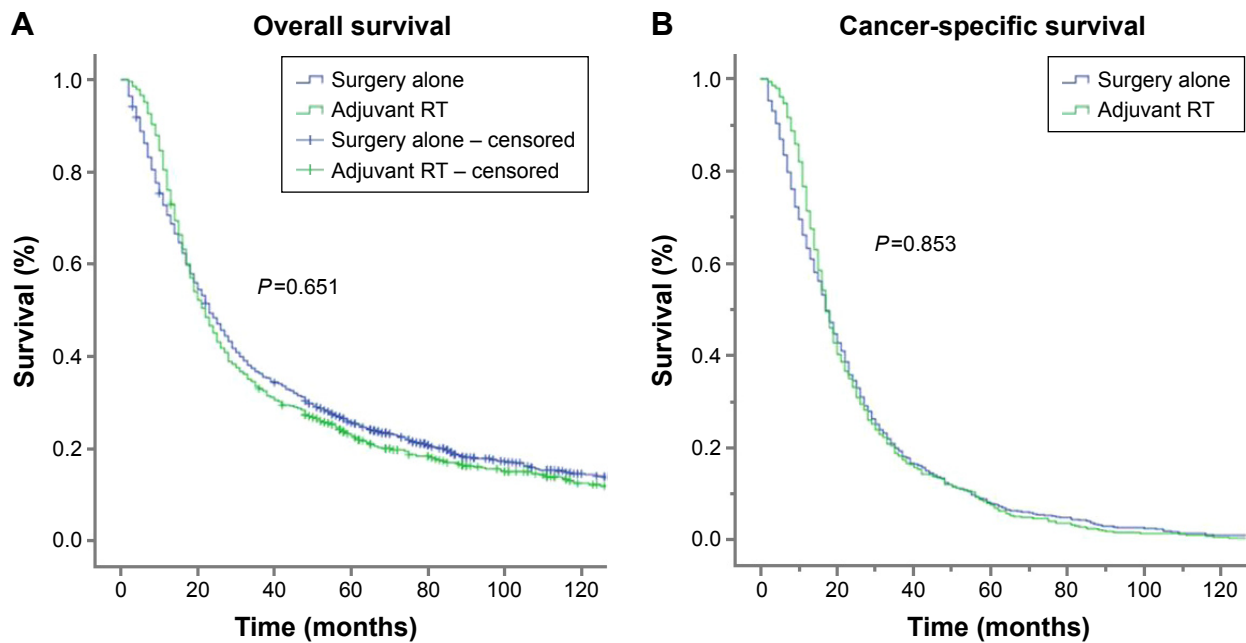 A
Overall survival
Surgery alone
Adjuvant RT
Surgery alone – censored
Adjuvant RT – censored
P=0.651
Survival (%)
1.0
0.8
0.6
0.4
0.2
0.0
0 20 40 60 80 100 120
Time (months)
B
Cancer-specific survival
Surgery alone
Adjuvant RT
P=0.853
Survival (%)
1.0
0.8
0.6
0.4
0.2
0.0
0 20 40 60 80 100 120
Time (months)